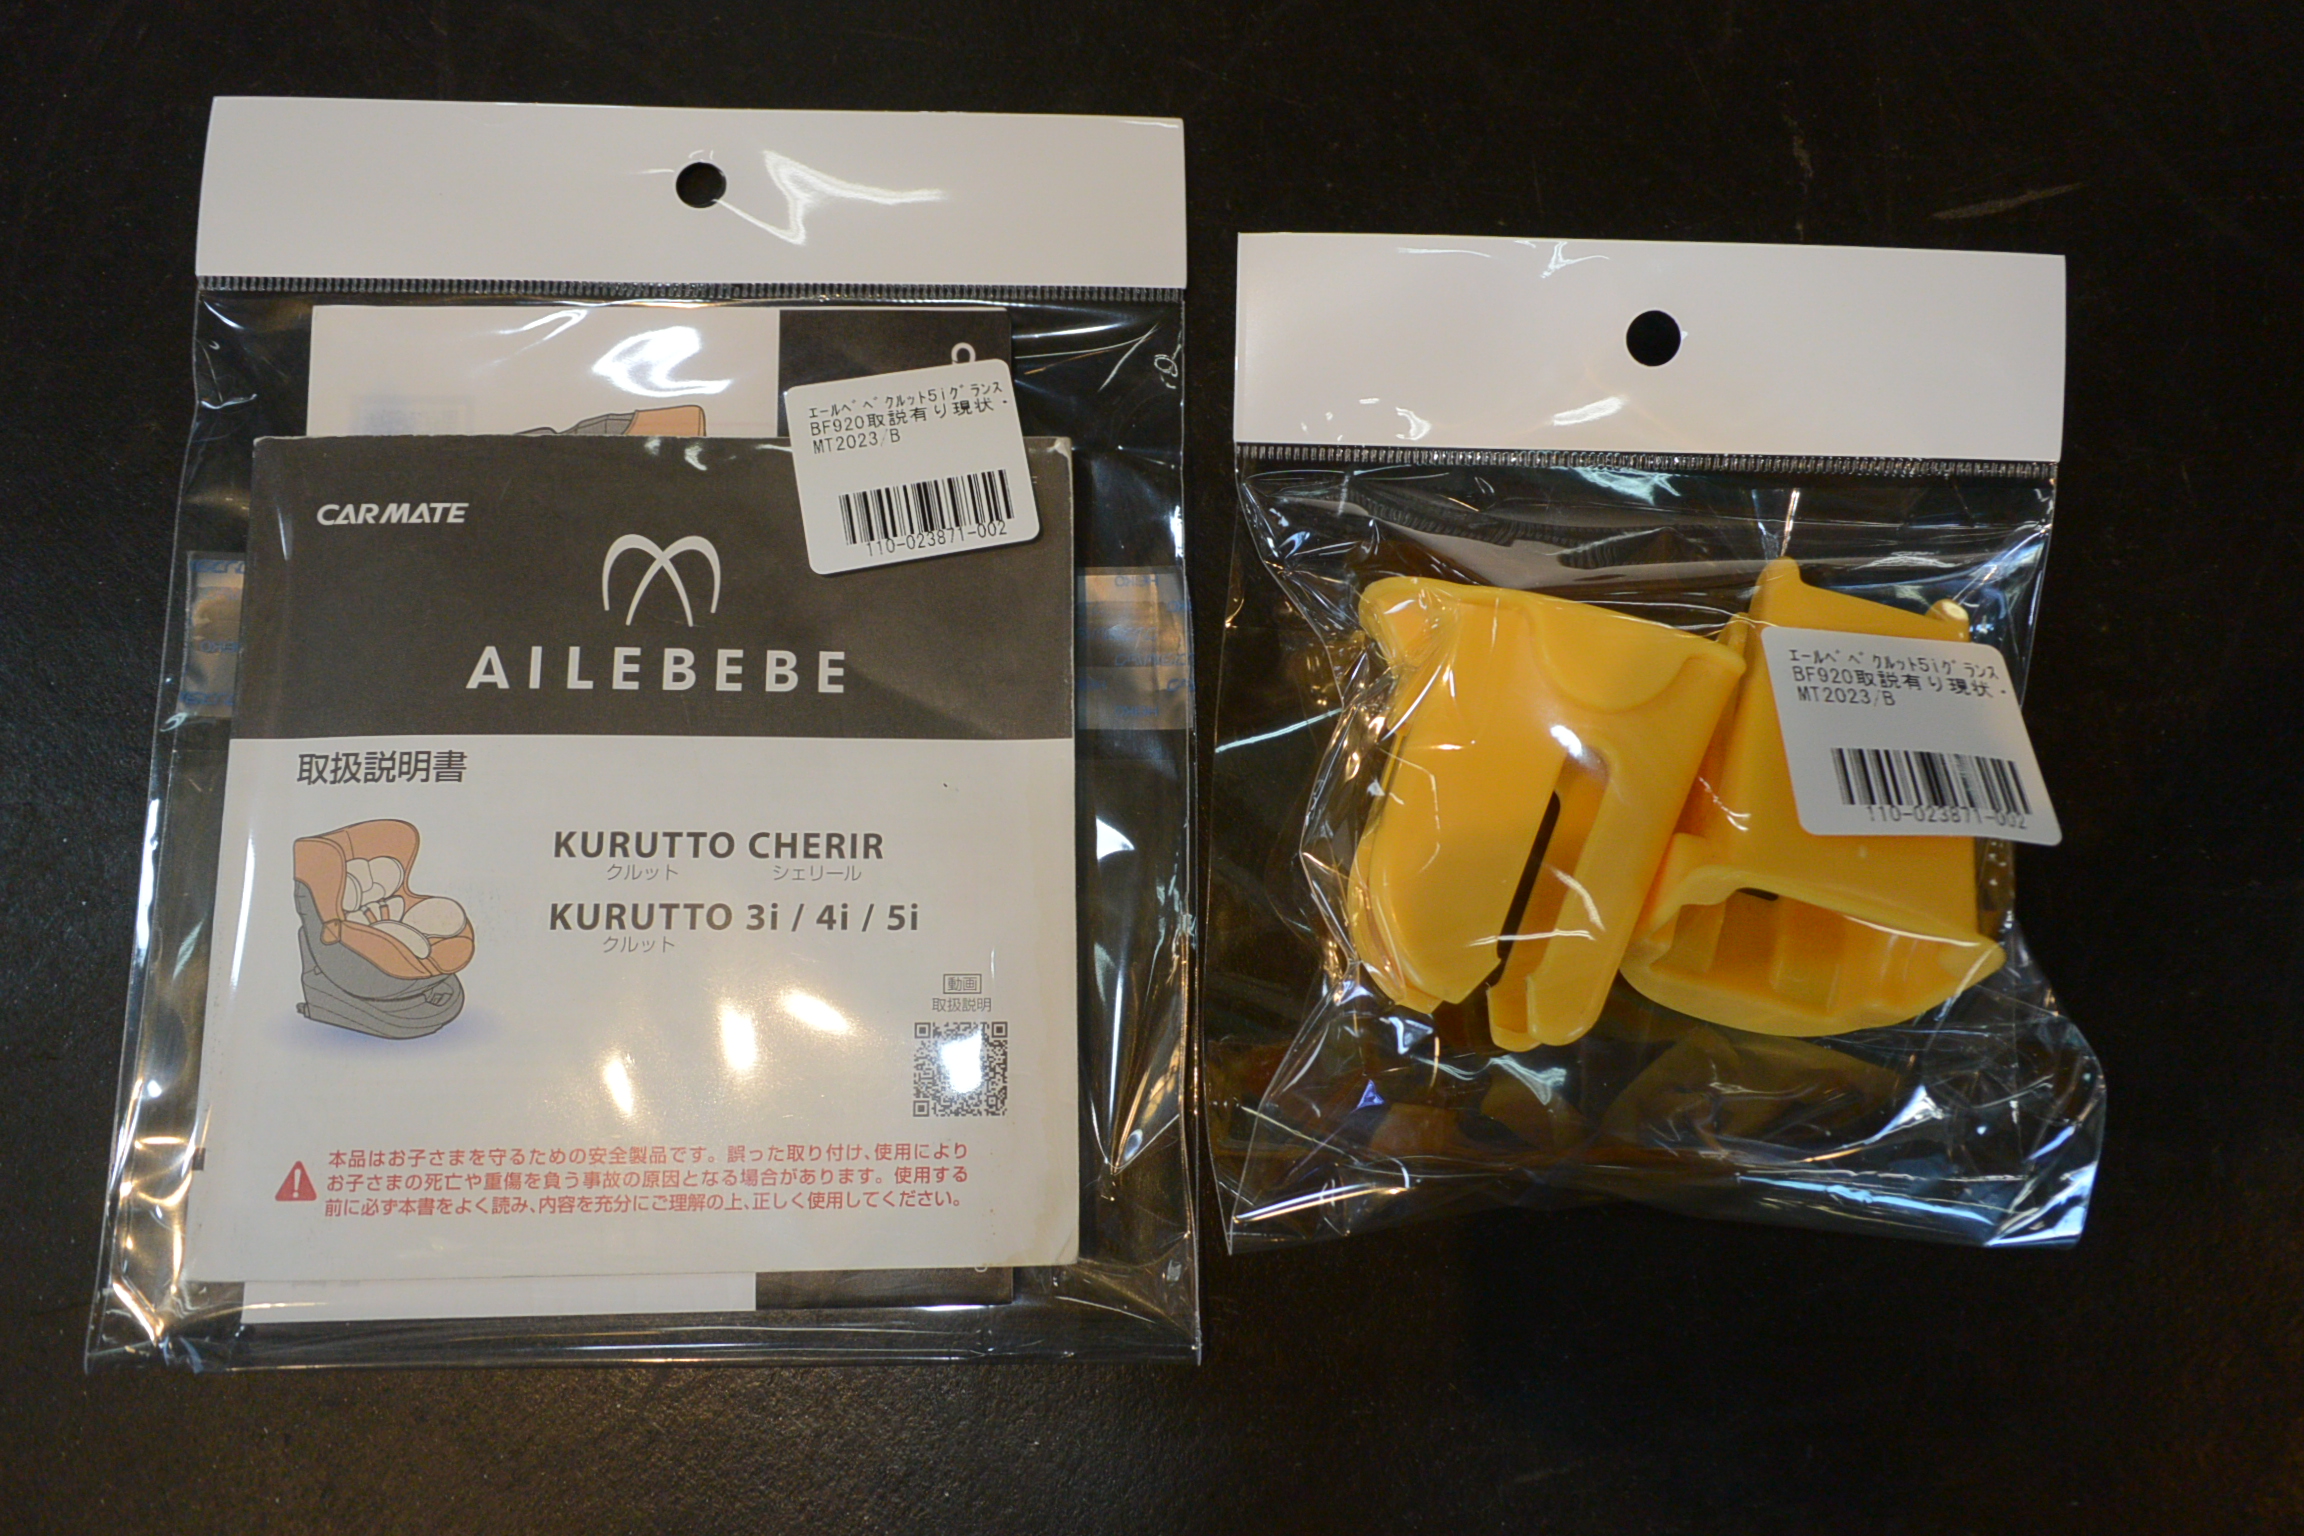 エールベベクルット5iグランス
BF920取説有り現状-
MT2023/B
110-023871-002
CARMATE
AILEBEBE
取扱説明書
KURUTTO CHERIR
クルット シェリール
KURUTTO 3i / 4i / 5i
クルット
動画
取扱説明
本品はお子さまを守るための安全製品です。誤った取り付け、使用により
お子さまの死亡や重傷を負う事故の原因となる場合があります。使用する
前に必ず本書をよく読み、内容を充分にご理解の上、正しく使用してください。
エールベベクルット5iグランス
BF920取説有り現状-
MT2023/B
110-023871-002